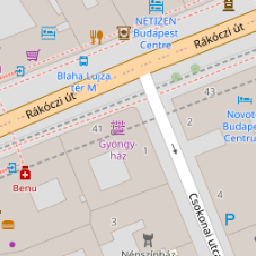 NETIZEN
Budapest
Centre
Rákóczi út
Blaha Lujza
tér M
Rákóczi út
43
Novot
Budape
Centru
41
2
Gyöngy-
ház
1
Benu
Csokonai utca
3
4
P
Népszínház